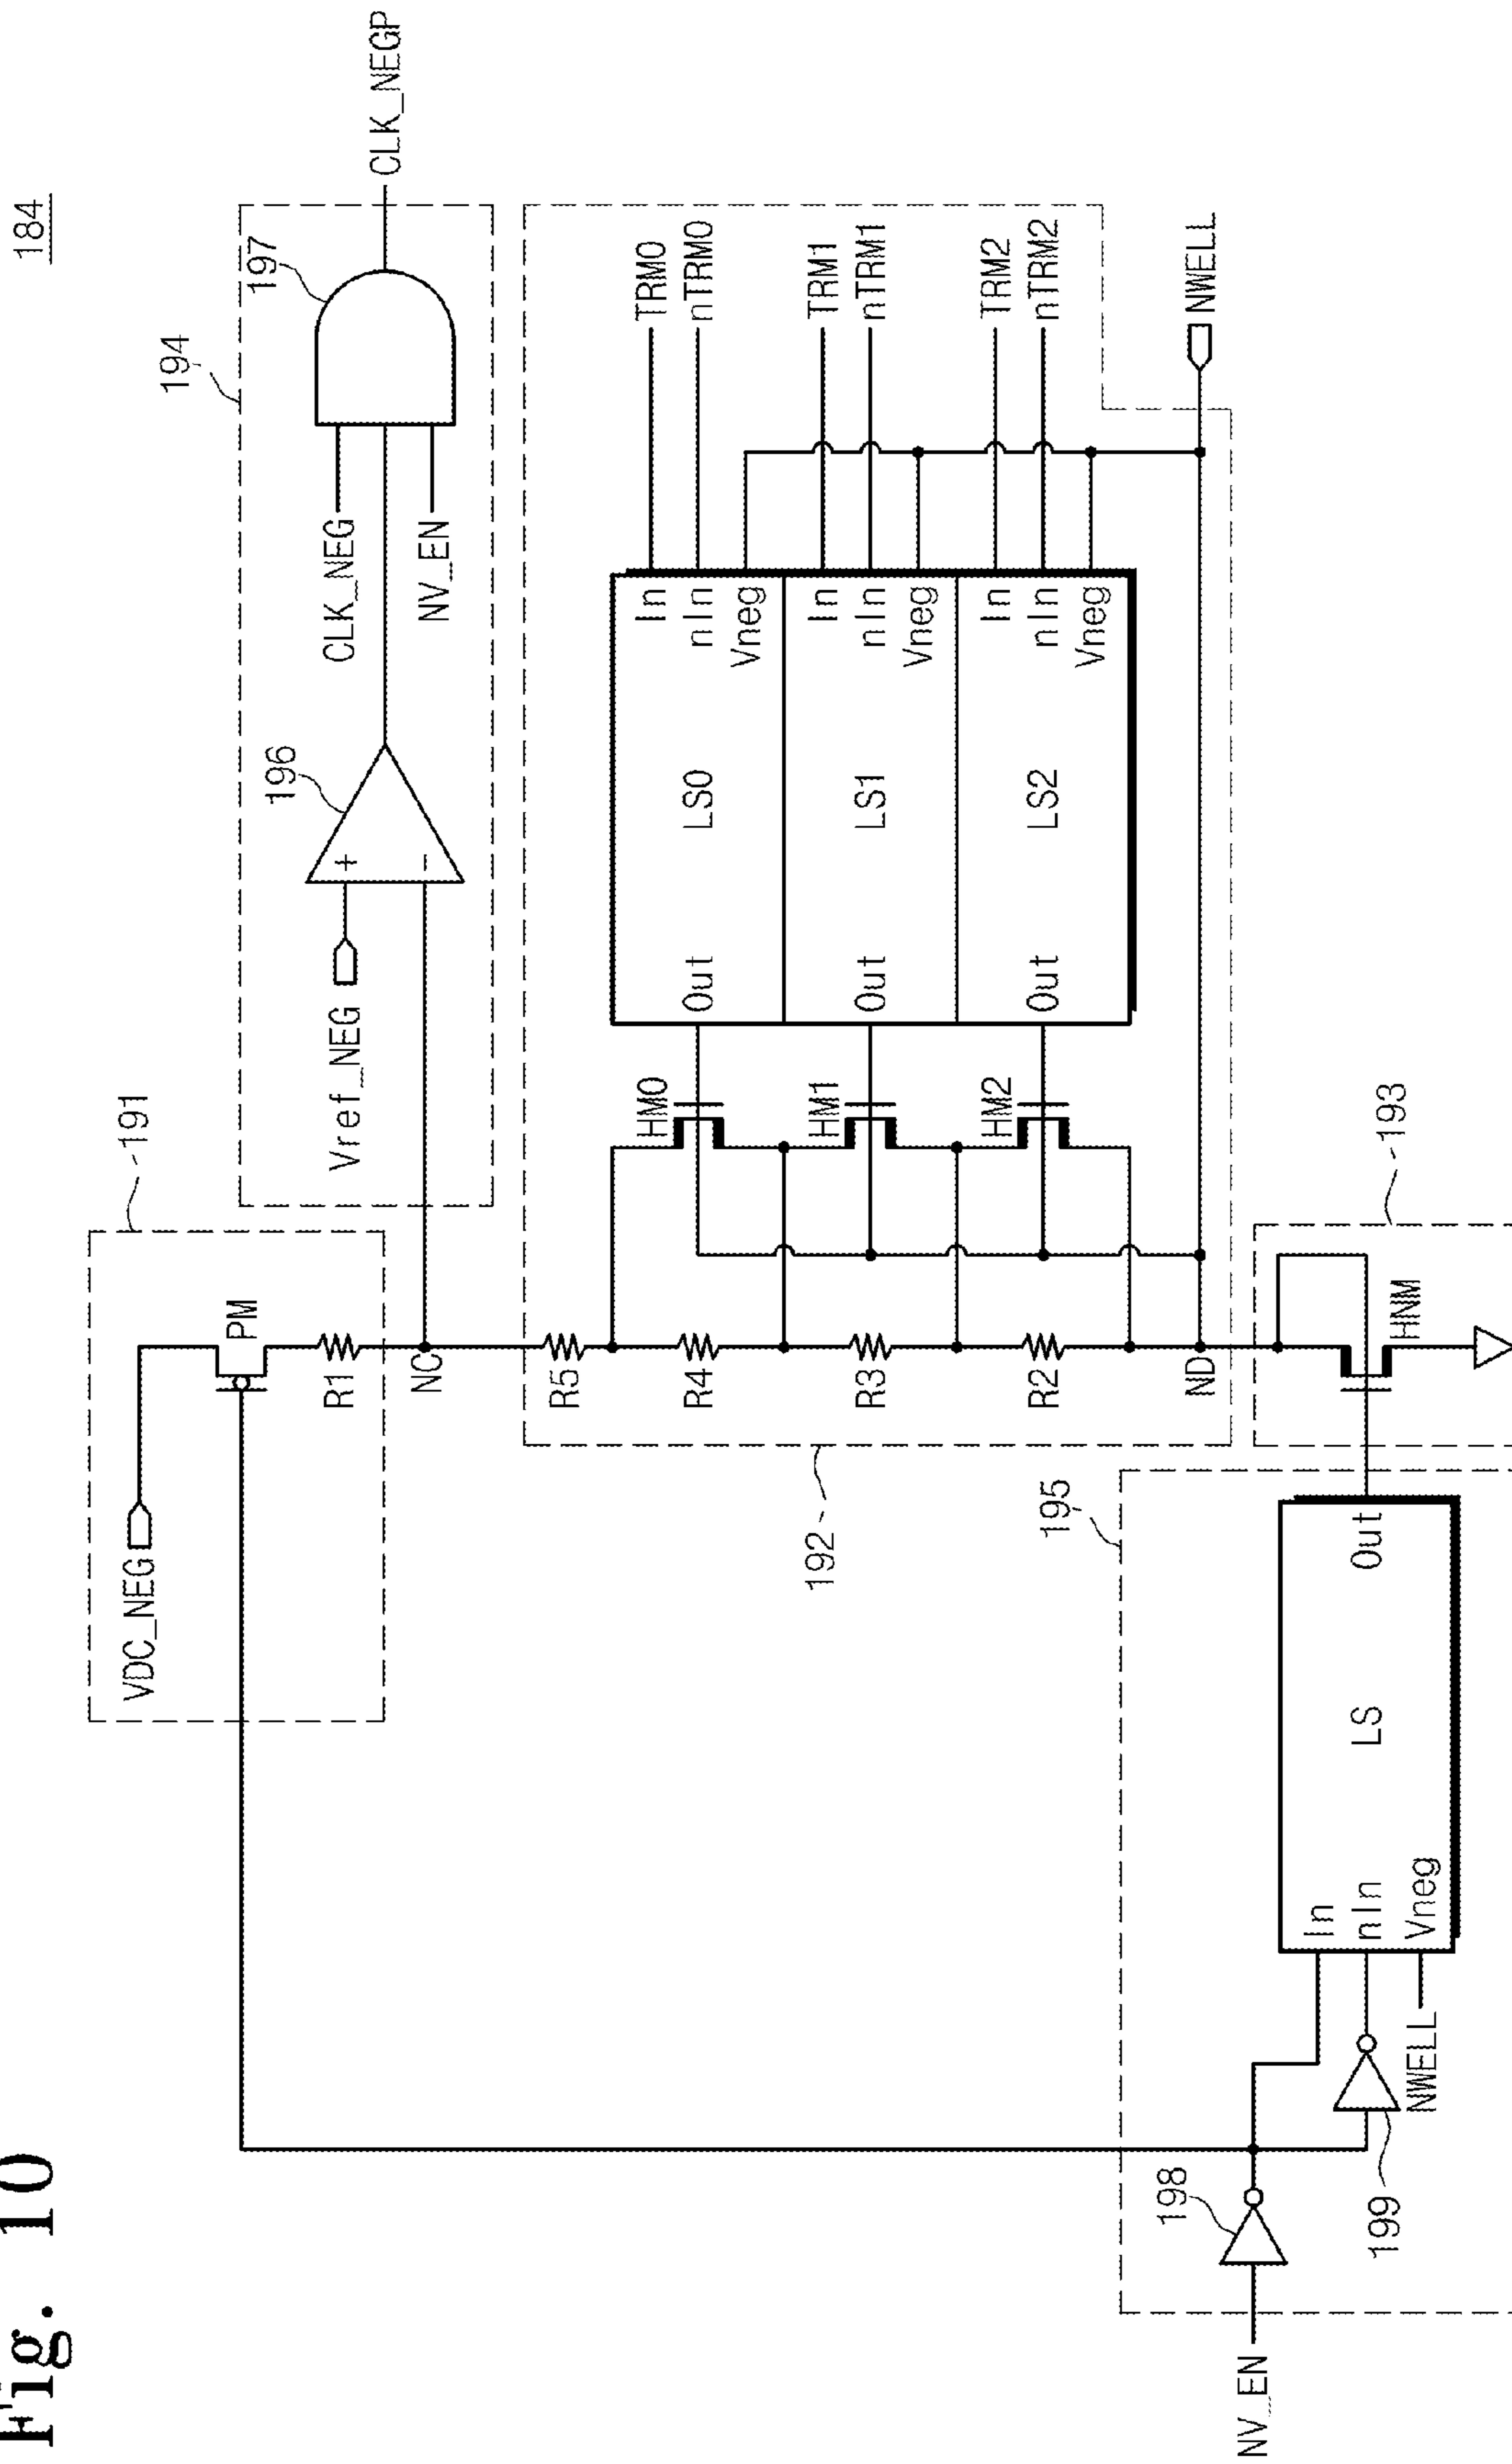 Fig. 10
184
191
VDC_NEG
PM
R1
NC
194
Vref_NEG
+
-
196
CLK_NEG
NV_EN
197
CLK_NEGP
192
R5
R4
R3
R2
ND
HM0
HM1
HM2
Out
LS0
In
nIn
Vneg
TRM0
nTRM0
Out
LS1
In
nIn
Vneg
TRM1
nTRM1
Out
LS2
In
nIn
Vneg
TRM2
nTRM2
NWELL
193
HNM
195
NV_EN
198
199
NWELL
In
nIn
Vneg
LS
Out